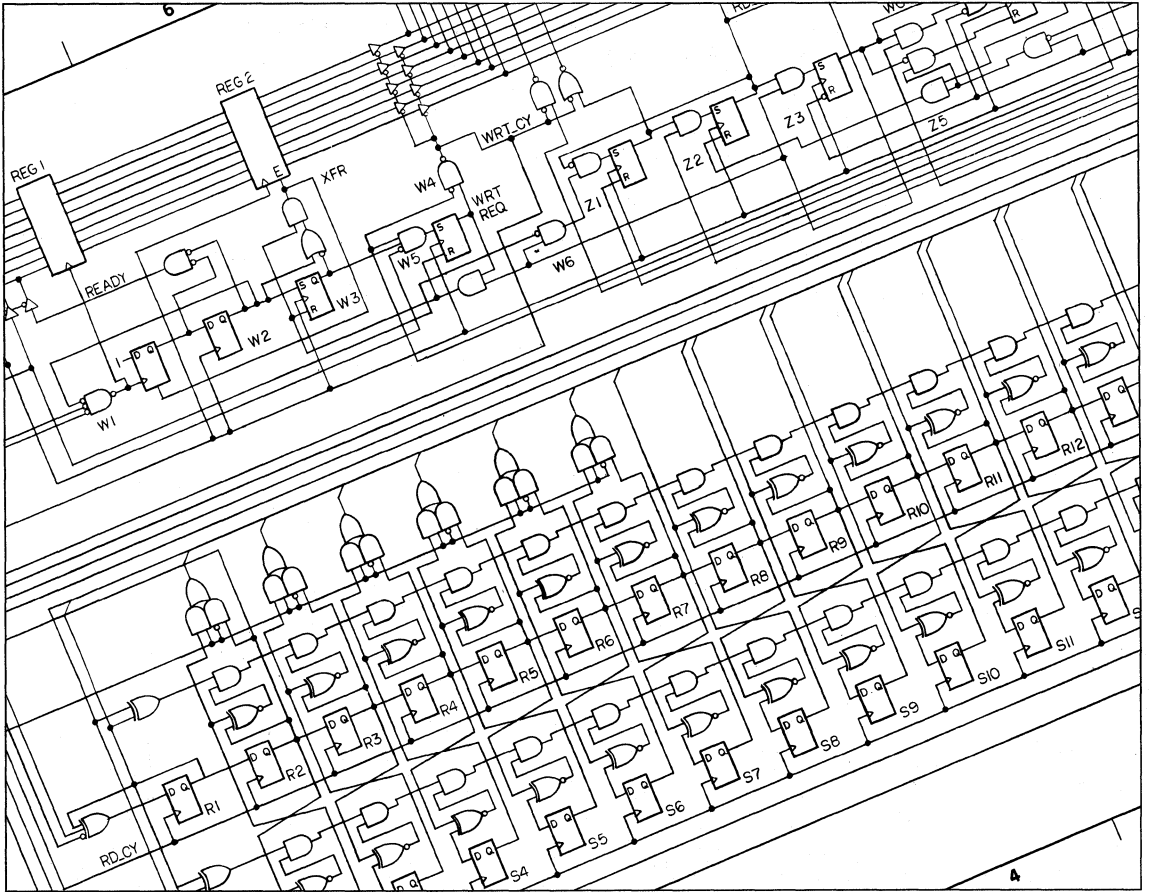 6
REG 2
REG 1
E
XFR
READY
WRT_CY
W4
WRT
REQ
W5
W6
Z1
Z2
Z3
Z5
S
R
S
R
S
R
S
R
S Q
R
W3
D Q
W2
1
D Q
W1
R
D Q
R12
D Q
R11
D Q
R10
D Q
R9
D Q
R8
D Q
R7
D Q
R6
D Q
R5
D Q
R4
D Q
R3
D Q
R2
D Q
R1
RD_CY
D Q
D Q
S11
D Q
S10
D Q
S9
D Q
S8
D Q
S7
D Q
S6
D Q
S5
D Q
S4
D Q
D Q
4